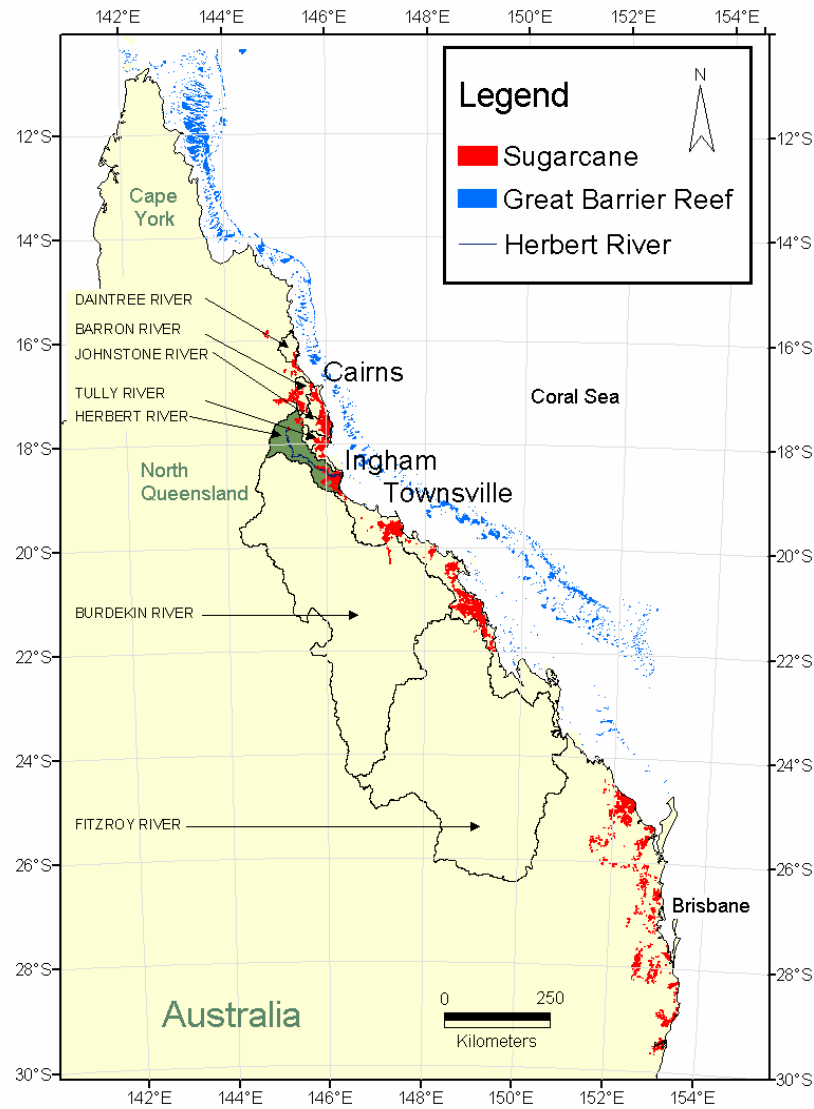 142°E 144°E 146°E 148°E 150°E 152°E 154°E
Legend
N
Sugarcane
Great Barrier Reef
Herbert River
12°S 12°S
Cape
York
14°S 14°S
DAINTREE RIVER
BARRON RIVER
16°S 16°S
JOHNSTONE RIVER
Cairns
TULLY RIVER
Coral Sea
HERBERT RIVER
18°S 18°S
Ingham
North
Queensland
Townsville
20°S 20°S
BURDEKIN RIVER
22°S 22°S
24°S 24°S
FITZROY RIVER
26°S 26°S
Brisbane
28°S 28°S
0 250
Australia
Kilometers
30°S 30°S
142°E 144°E 146°E 148°E 150°E 152°E 154°E